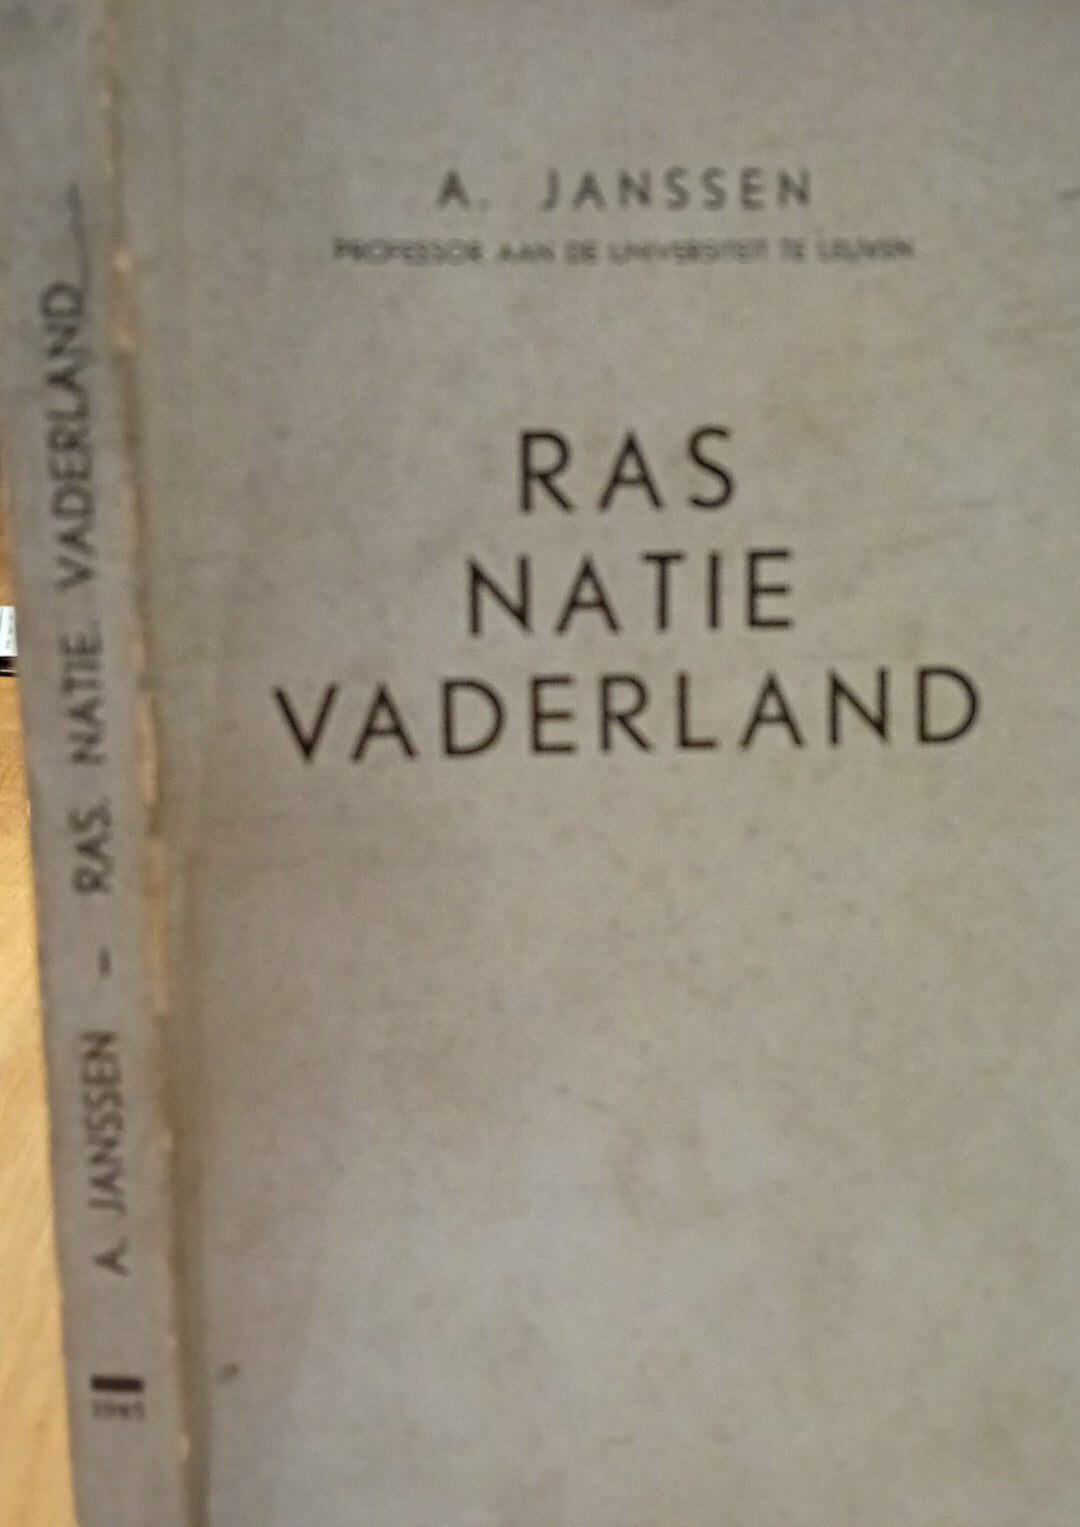 A. JANSSEN
PROFESSOR AAN DE UNIVERSITEIT TE LEUVEN
RAS
NATIE
VADERLAND
A. JANSSEN – RAS. NATIE. VADERLAND